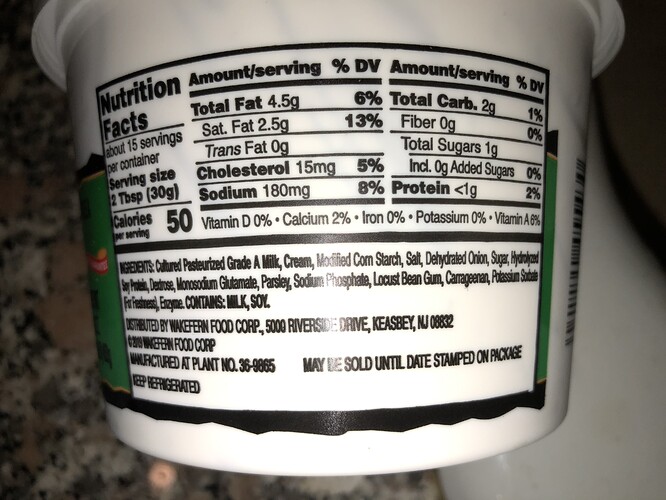 Nutrition Facts
about 15 servings per container
Serving size 2 Tbsp (30g)
Calories per serving 50
Amount/serving % DV
Total Fat 4.5g 6%
Sat. Fat 2.5g 13%
Trans Fat 0g
Cholesterol 15mg 5%
Sodium 180mg 8%
Amount/serving % DV
Total Carb. 2g 1%
Fiber 0g 0%
Total Sugars 1g
Incl. 0g Added Sugars 0%
Protein <1g 2%
Vitamin D 0% • Calcium 2% • Iron 0% • Potassium 0% • Vitamin A 6%
INGREDIENTS: Cultured Pasteurized Grade A Milk, Cream, Modified Corn Starch, Salt, Dehydrated Onion, Sugar, Hydrolyzed
Soy Protein, Dextrose, Monosodium Glutamate, Parsley, Sodium Phosphate, Locust Bean Gum, Carrageenan, Potassium Sorbate
(For Freshness), Enzyme. CONTAINS: MILK, SOY.
DISTRIBUTED BY WAKEFERN FOOD CORP., 5000 RIVERSIDE DRIVE, KEASBEY, NJ 08832
© 2019 WAKEFERN FOOD CORP
MANUFACTURED AT PLANT NO. 36-9865 MAY BE SOLD UNTIL DATE STAMPED ON PACKAGE
KEEP REFRIGERATED